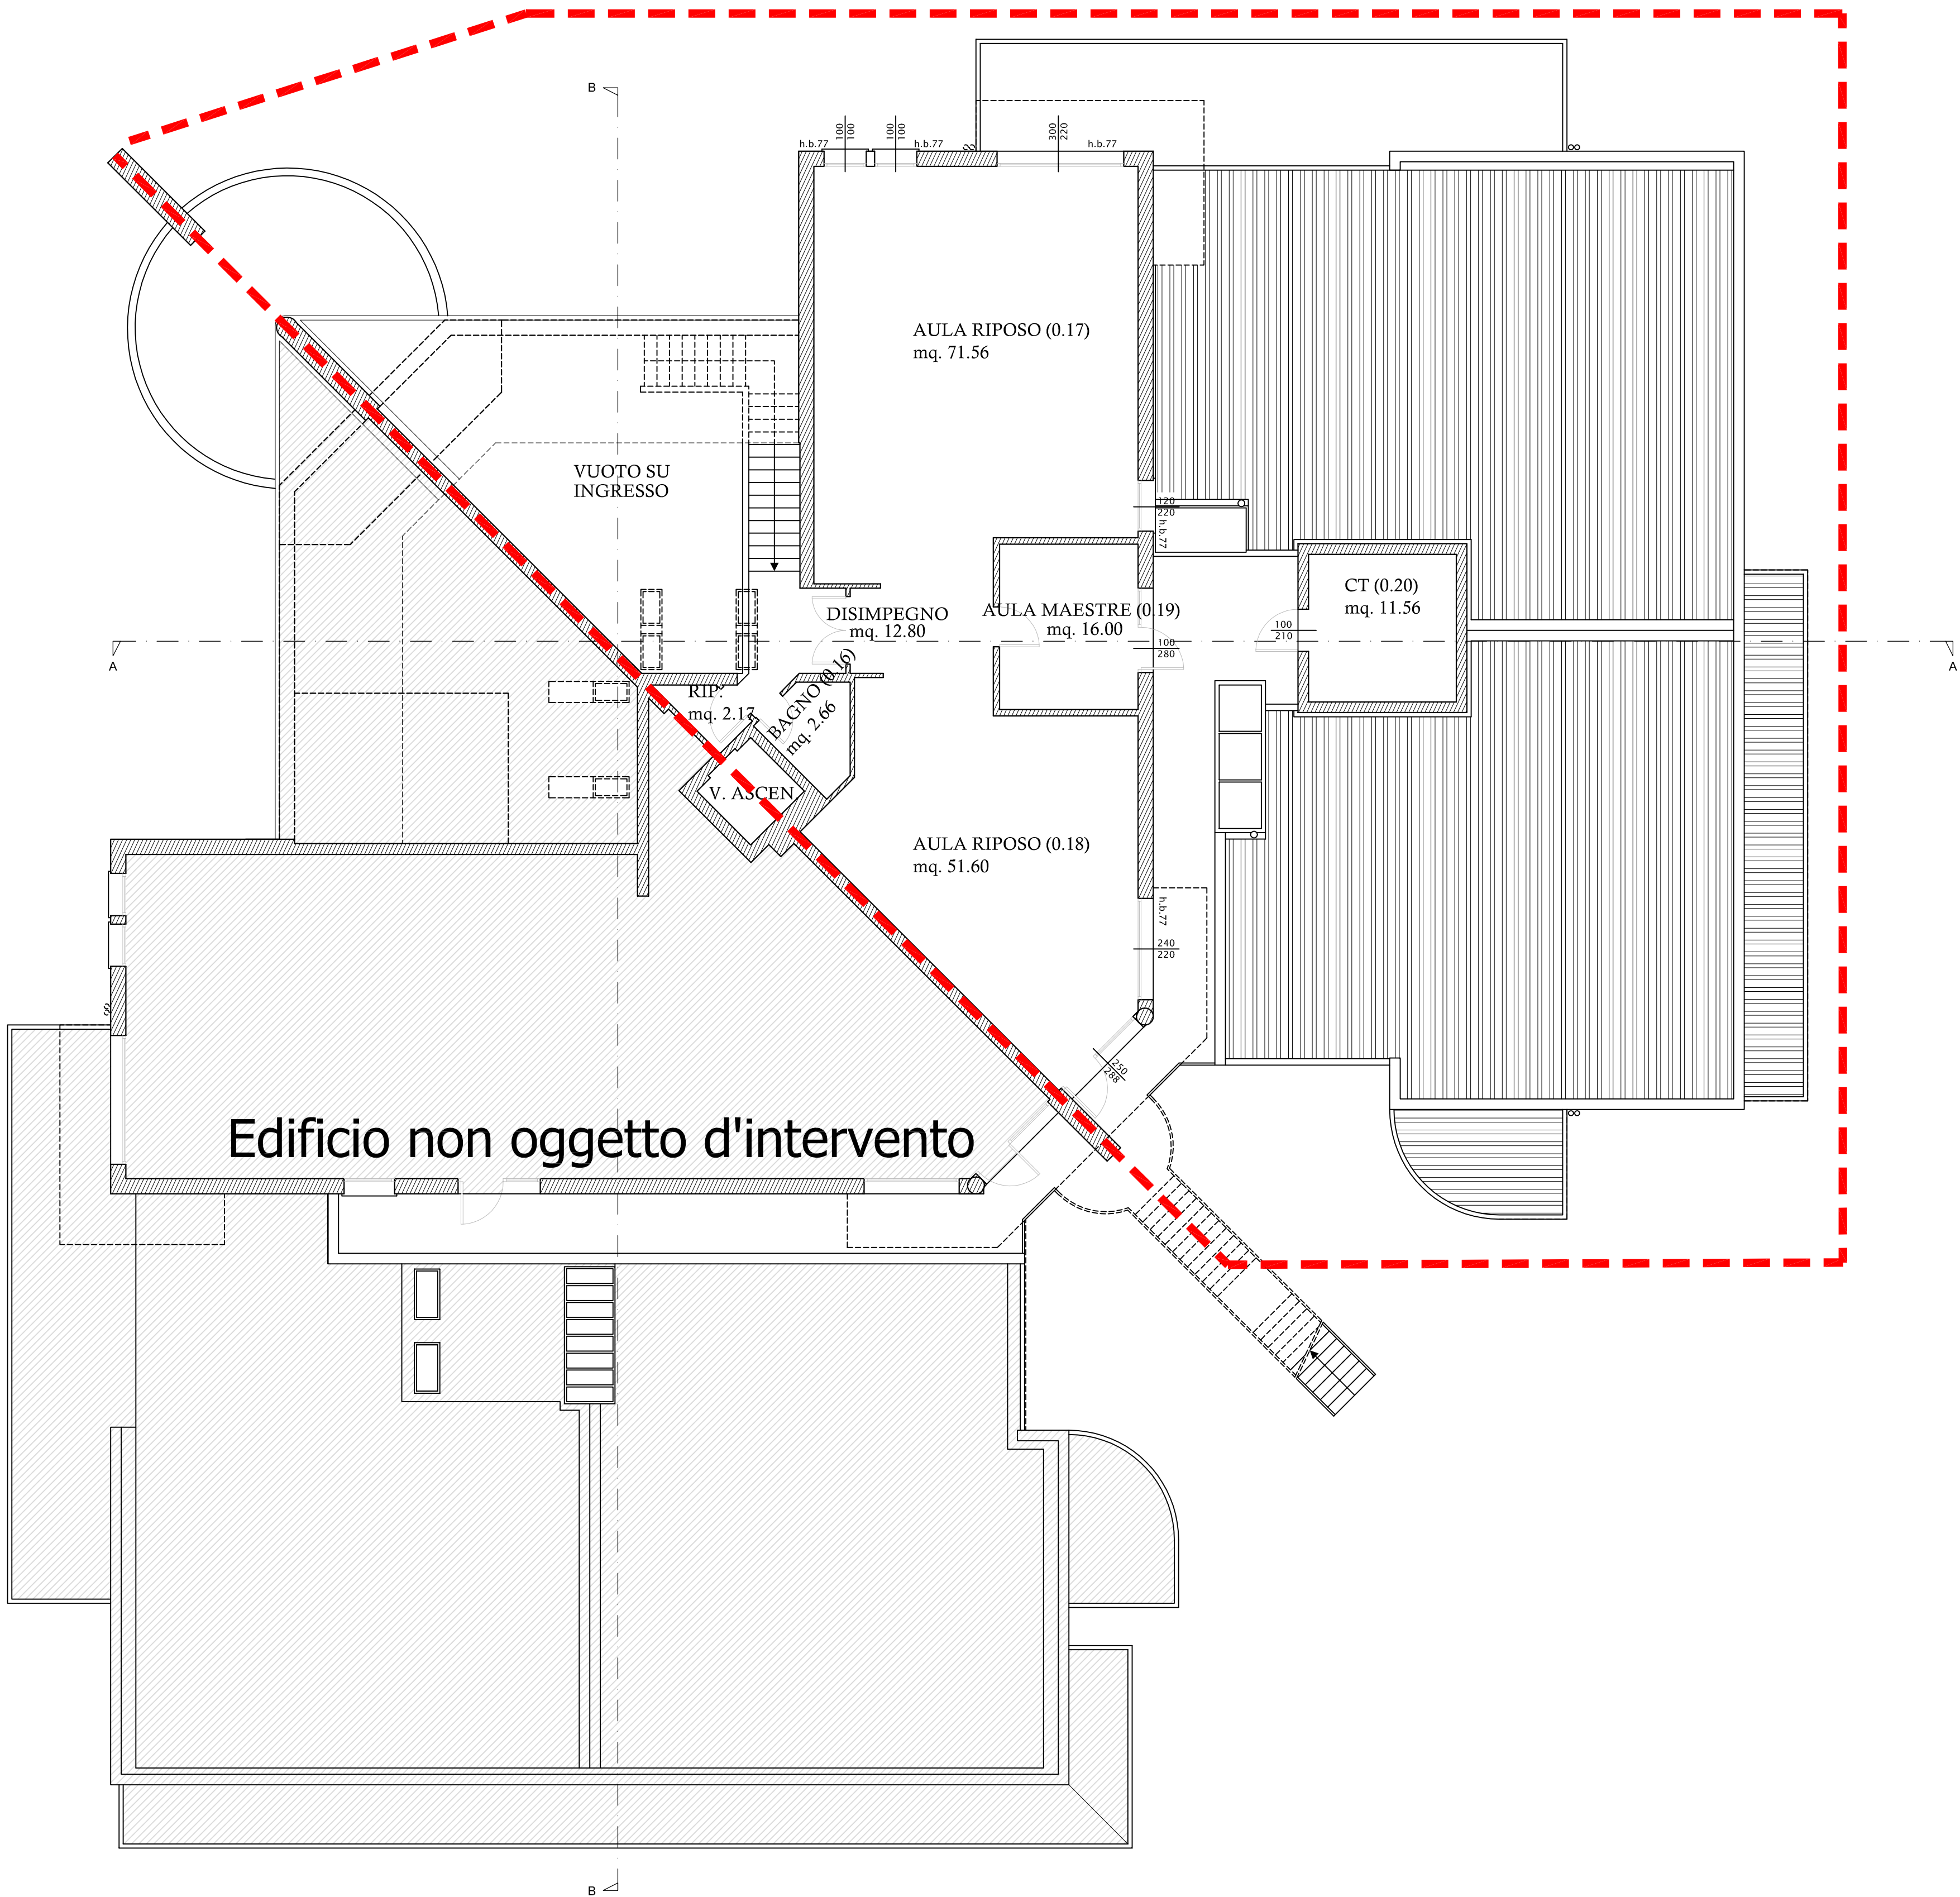 B
100
100
100
100
300
220
h.b.77
h.b.77
h.b.77
AULA RIPOSO (0.17)
mq. 71.56
VUOTO SU
INGRESSO
120
220
h.b.77
CT (0.20)
mq. 11.56
DISIMPEGNO
mq. 12.80
AULA MAESTRE (0.19)
mq. 16.00
100
210
100
280
A
A
RIP.
mq. 2.17
BAGNO (0.16)
mq. 2.66
V. ASCEN.
AULA RIPOSO (0.18)
mq. 51.60
h.b.77
240
220
250
288
Edificio non oggetto d'intervento
B